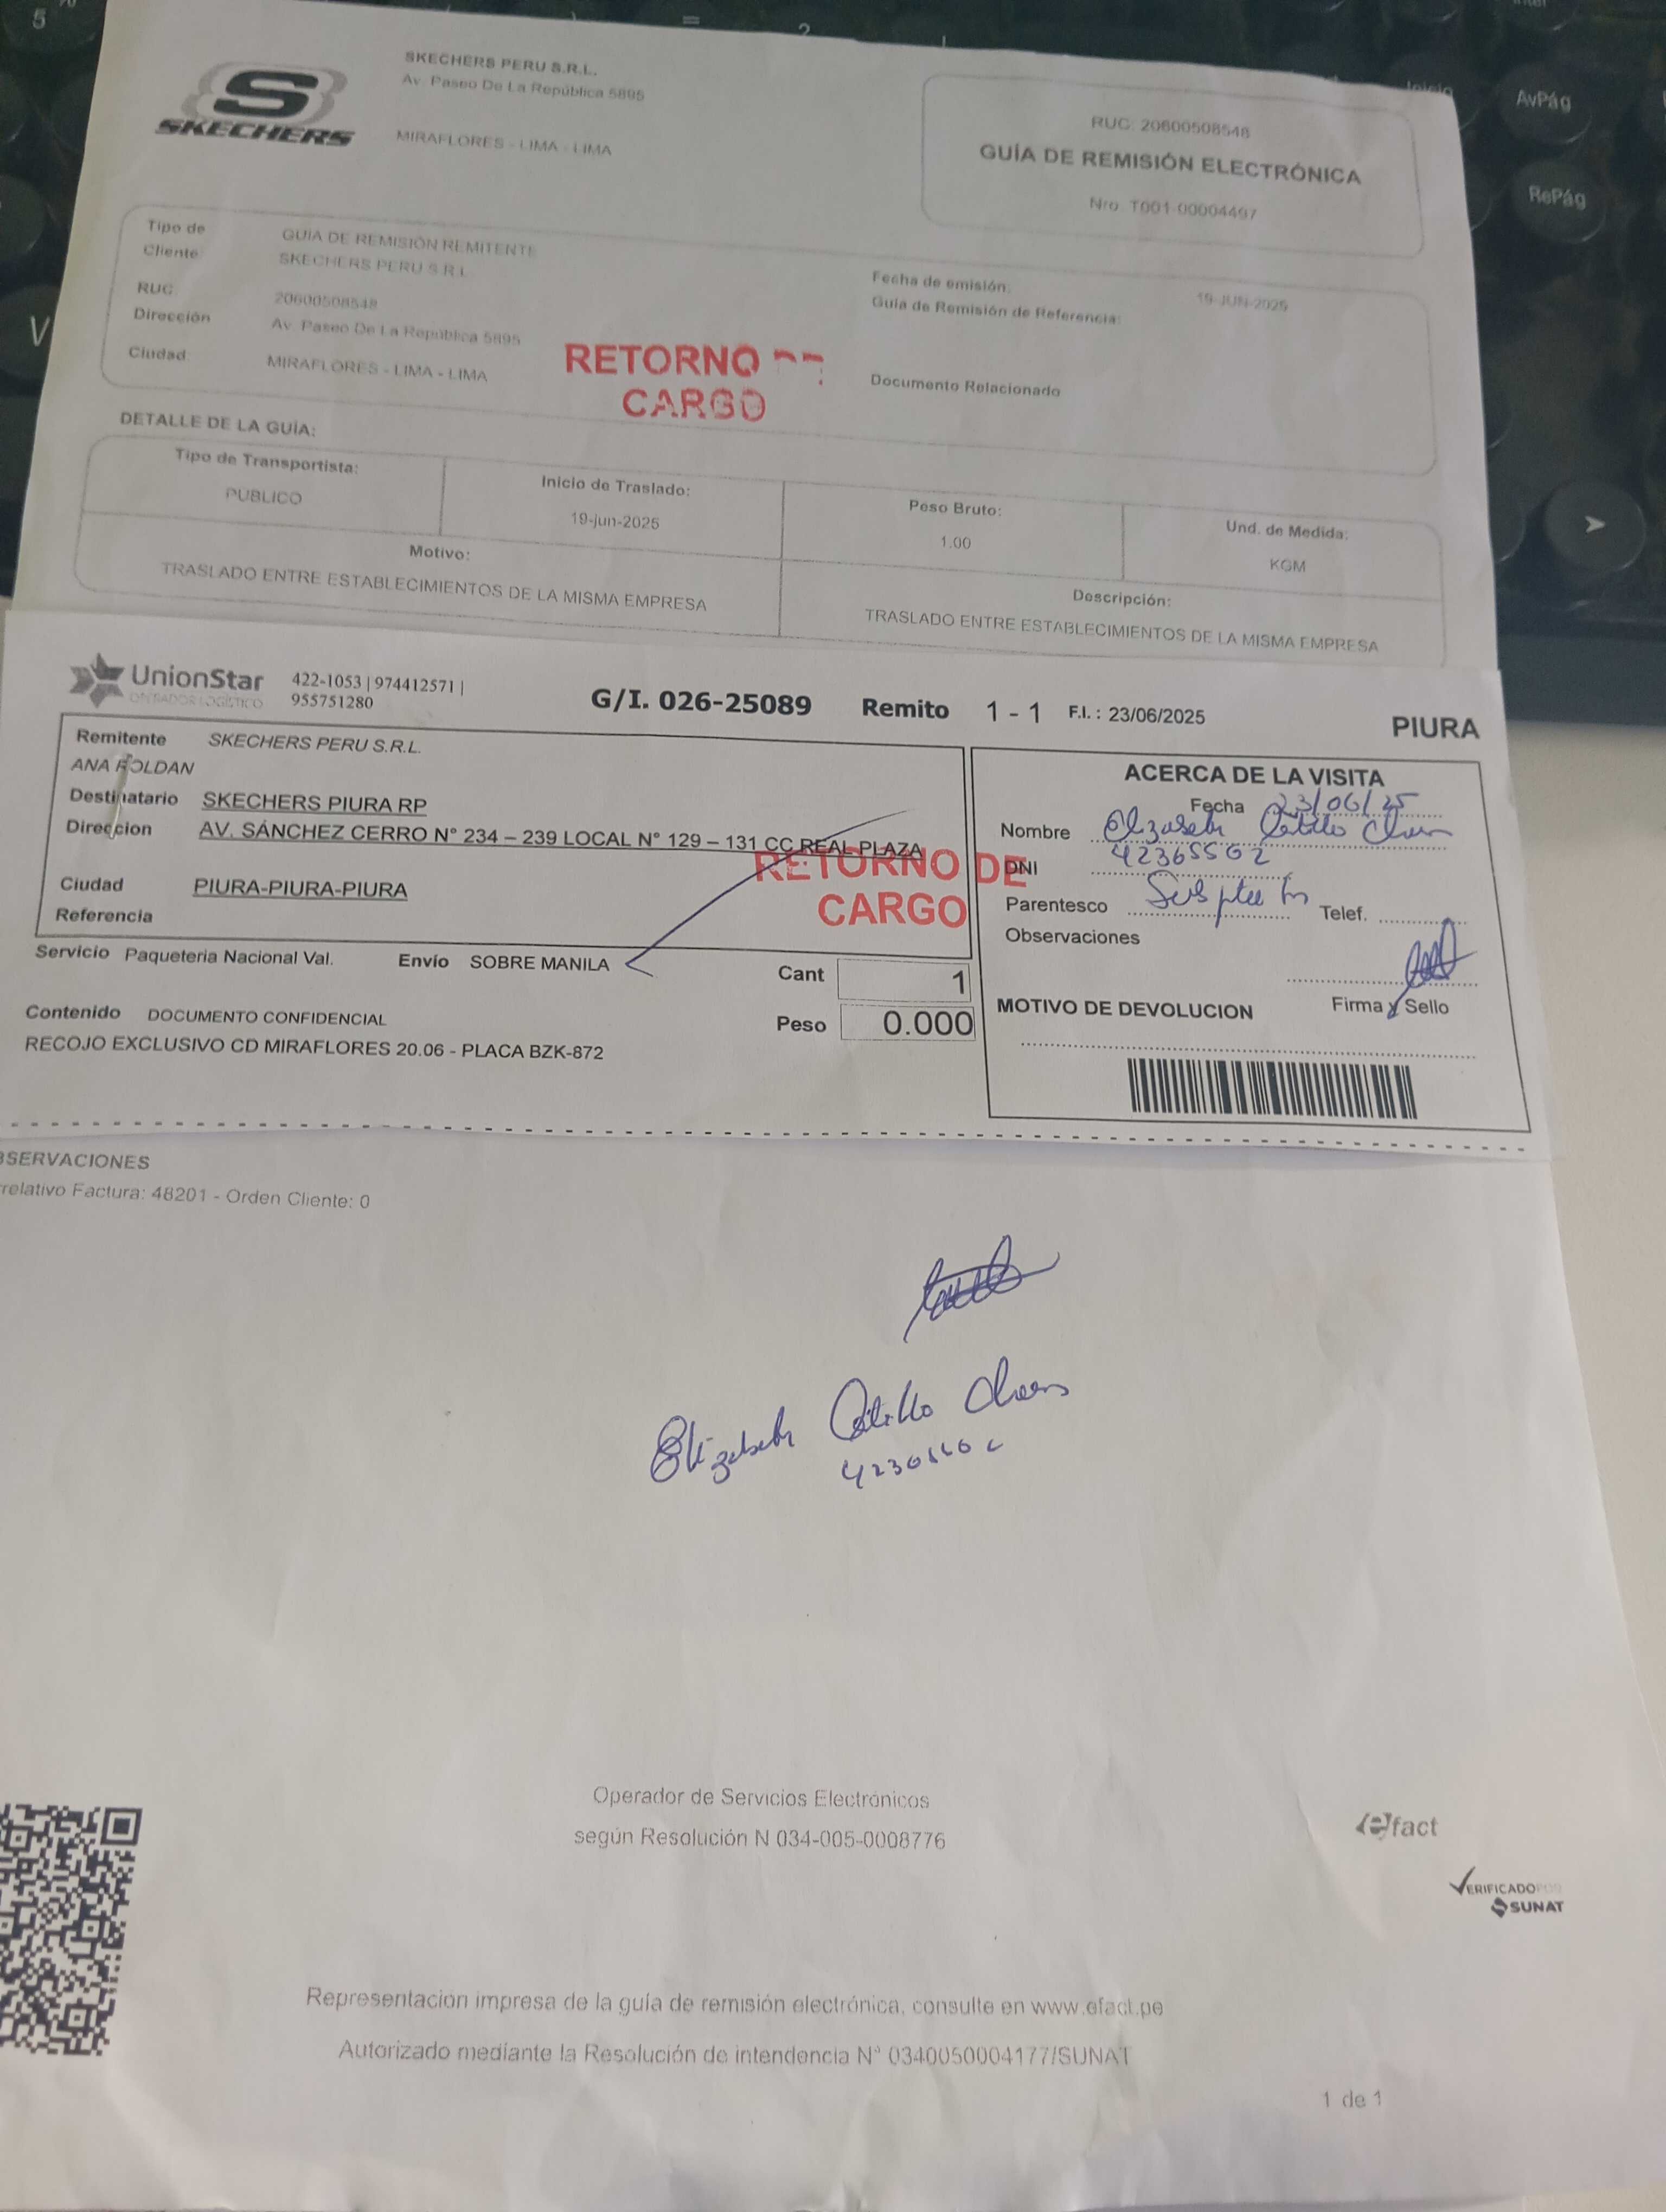 SKECHERS
SKECHERS PERU S.R.L.
Av. Paseo De La República 5895
MIRAFLORES - LIMA - LIMA
RUC: 20600508548
GUÍA DE REMISIÓN ELECTRÓNICA
Nro. T001-00004497
Tipo de GUIA DE REMISIÓN REMITENTE
Cliente SKECHERS PERU S.R.L
RUC: 20600508548
Dirección Av. Paseo De La República 5895
Ciudad: MIRAFLORES - LIMA - LIMA
Fecha de emisión: 19-JUN-2025
Guía de Remisión de Referencia:
Documento Relacionado
RETORNO
CARGO
DETALLE DE LA GUÍA:
Tipo de Transportista: Inicio de Traslado: Peso Bruto: Und. de Medida:
PUBLICO 19-jun-2025 1.00 KGM
Motivo: Descripción:
TRASLADO ENTRE ESTABLECIMIENTOS DE LA MISMA EMPRESA TRASLADO ENTRE ESTABLECIMIENTOS DE LA MISMA EMPRESA
UnionStar
OPERADOR LOGÍSTICO
422-1053 | 974412571 |
955751280
G/I. 026-25089 Remito 1 - 1 F.I. : 23/06/2025 PIURA
Remitente SKECHERS PERU S.R.L.
ANA ROLDAN
Destinatario SKECHERS PIURA RP
Direccion AV. SÁNCHEZ CERRO N° 234 – 239 LOCAL N° 129 – 131 CC REAL PLAZA
Ciudad PIURA-PIURA-PIURA
Referencia
RETORNO DE
CARGO
Servicio Paqueteria Nacional Val. Envío SOBRE MANILA
Cant 1
Peso 0.000
Contenido DOCUMENTO CONFIDENCIAL
RECOJO EXCLUSIVO CD MIRAFLORES 20.06 - PLACA BZK-872
ACERCA DE LA VISITA
Fecha 23/06/25
Nombre Elizabeth
DNI 42365502
Parentesco
Telef.
Observaciones
Firma y Sello
MOTIVO DE DEVOLUCION
BSERVACIONES
relativo Factura: 48201 - Orden Cliente: 0
Elizabeth
Operador de Servicios Electrónicos
según Resolución N 034-005-0008776
efact
VERIFICADO POR
SUNAT
Representación impresa de la guía de remisión electrónica, consulte en www.efact.pe
Autorizado mediante la Resolución de intendencia N° 0340050004177/SUNAT
1 de 1
AvPág
RePág